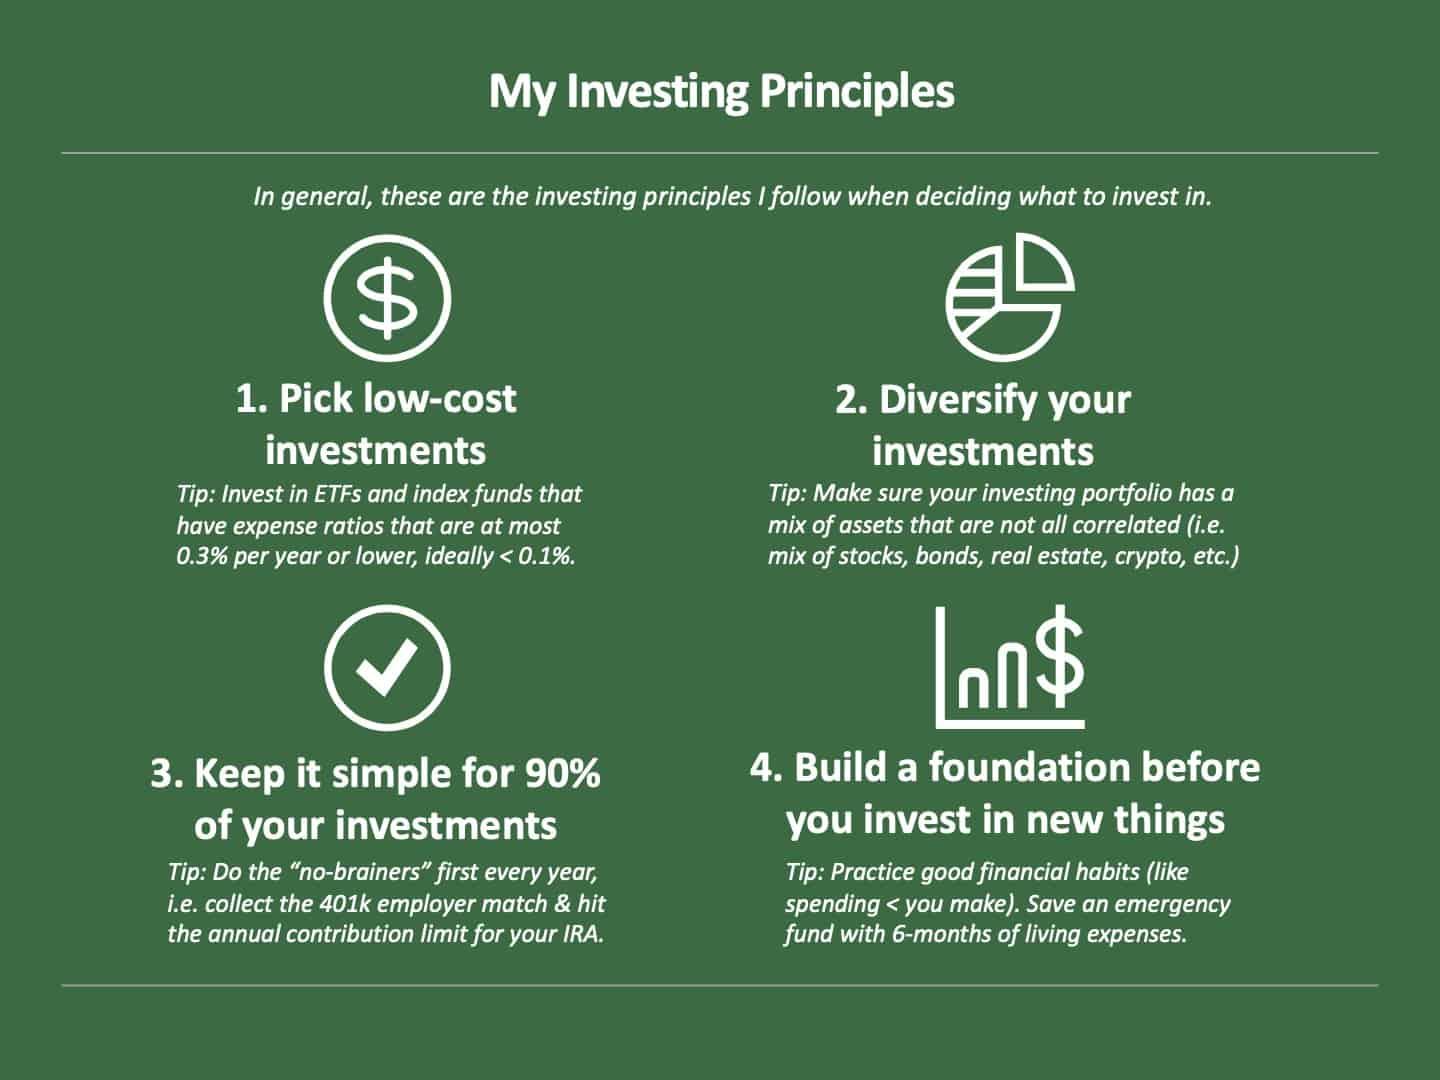 My Investing Principles
In general, these are the investing principles I follow when deciding what to invest in.
1. Pick low-cost
investments
Tip: Invest in ETFs and index funds that
have expense ratios that are at most
0.3% per year or lower, ideally < 0.1%.
2. Diversify your
investments
Tip: Make sure your investing portfolio has a
mix of assets that are not all correlated (i.e.
mix of stocks, bonds, real estate, crypto, etc.)
3. Keep it simple for 90%
of your investments
Tip: Do the “no-brainers” first every year,
i.e. collect the 401k employer match & hit
the annual contribution limit for your IRA.
4. Build a foundation before
you invest in new things
Tip: Practice good financial habits (like
spending < you make). Save an emergency
fund with 6-months of living expenses.